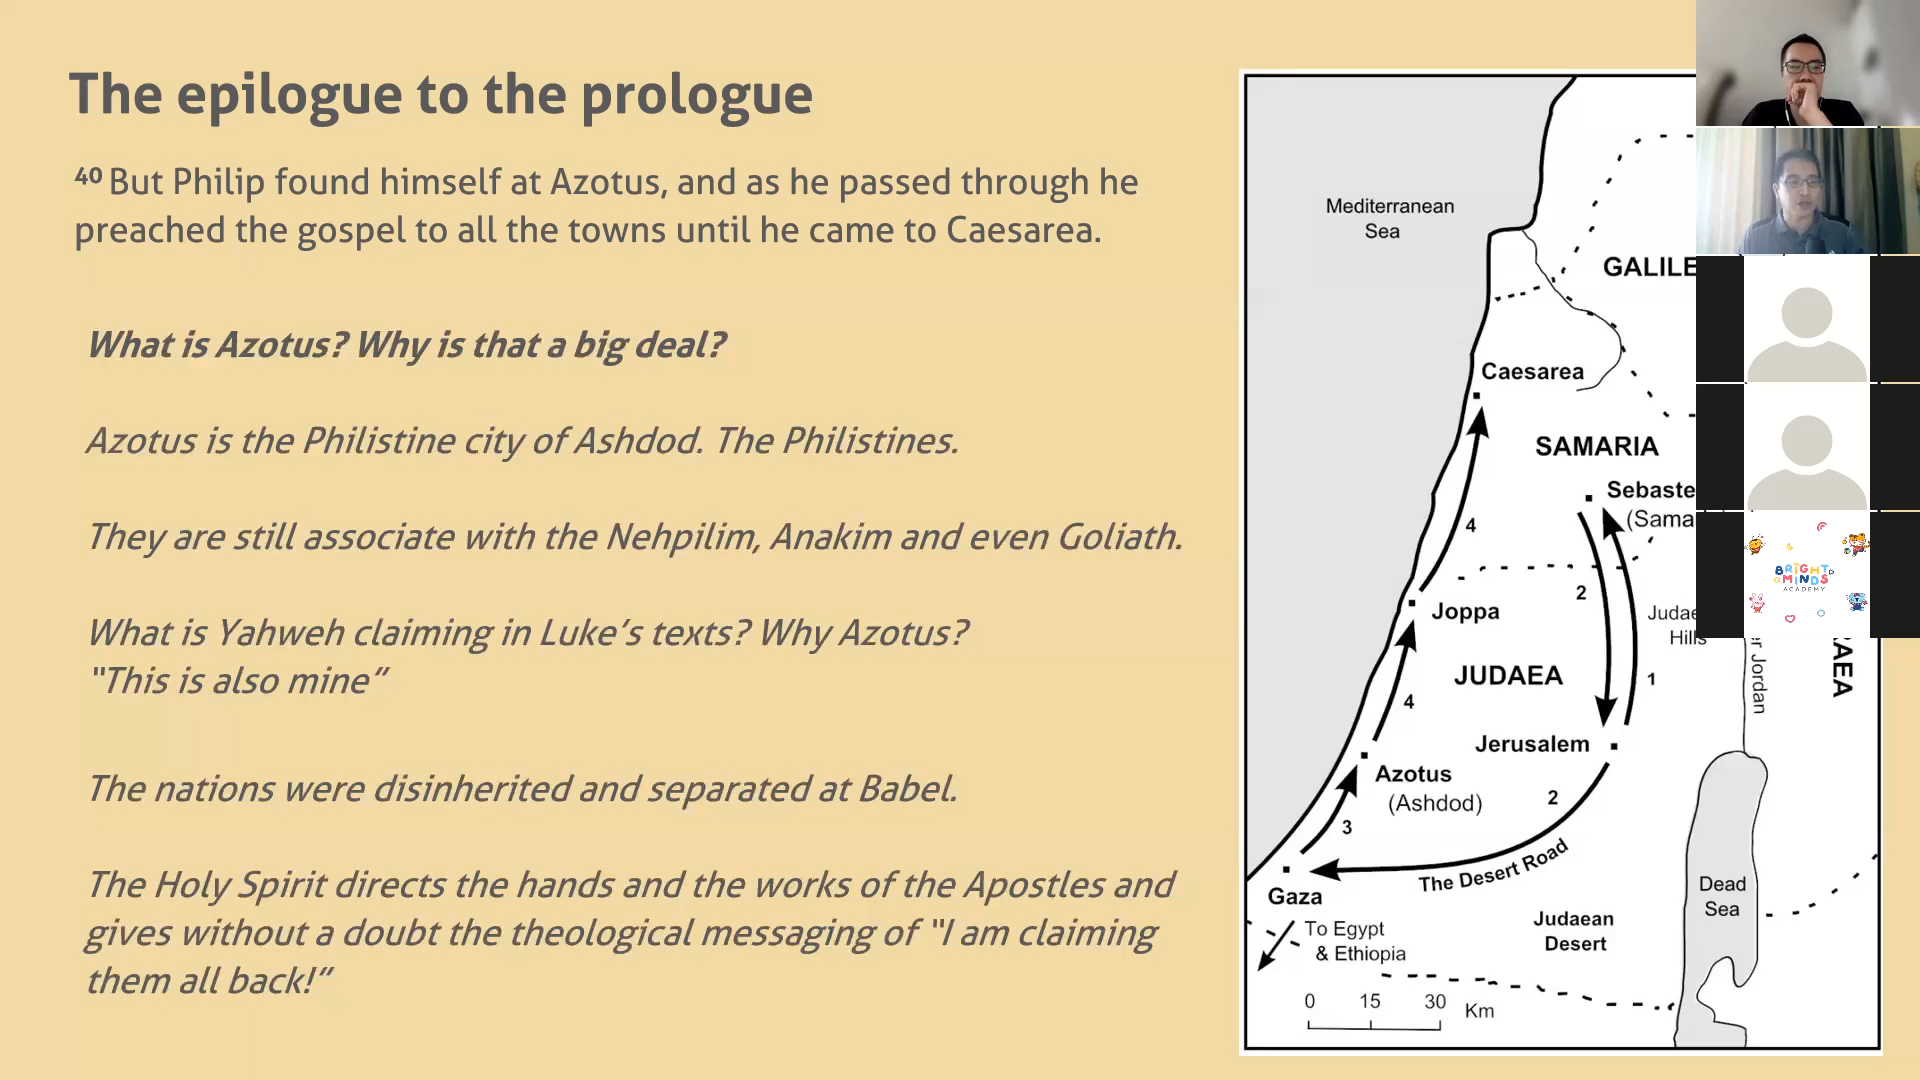 The epilogue to the prologue
40 But Philip found himself at Azotus, and as he passed through he
preached the gospel to all the towns until he came to Caesarea.
What is Azotus? Why is that a big deal?
Azotus is the Philistine city of Ashdod. The Philistines.
They are still associate with the Nehpilim, Anakim and even Goliath.
What is Yahweh claiming in Luke’s texts? Why Azotus?
“This is also mine”
The nations were disinherited and separated at Babel.
The Holy Spirit directs the hands and the works of the Apostles and
gives without a doubt the theological messaging of “I am claiming
them all back!”
Mediterranean
Sea
GALILE
Caesarea
SAMARIA
Sebaste
(Sama
4
2
Joppa
Judae
Hills
JUDAEA
1
4
Jerusalem
Azotus
(Ashdod)
2
3
The Desert Road
Gaza
To Egypt
& Ethiopia
Judaean
Desert
Dead
Sea
er Jordan
AEA
0 15 30 Km
BRIGHT
MINDS
ACADEMY